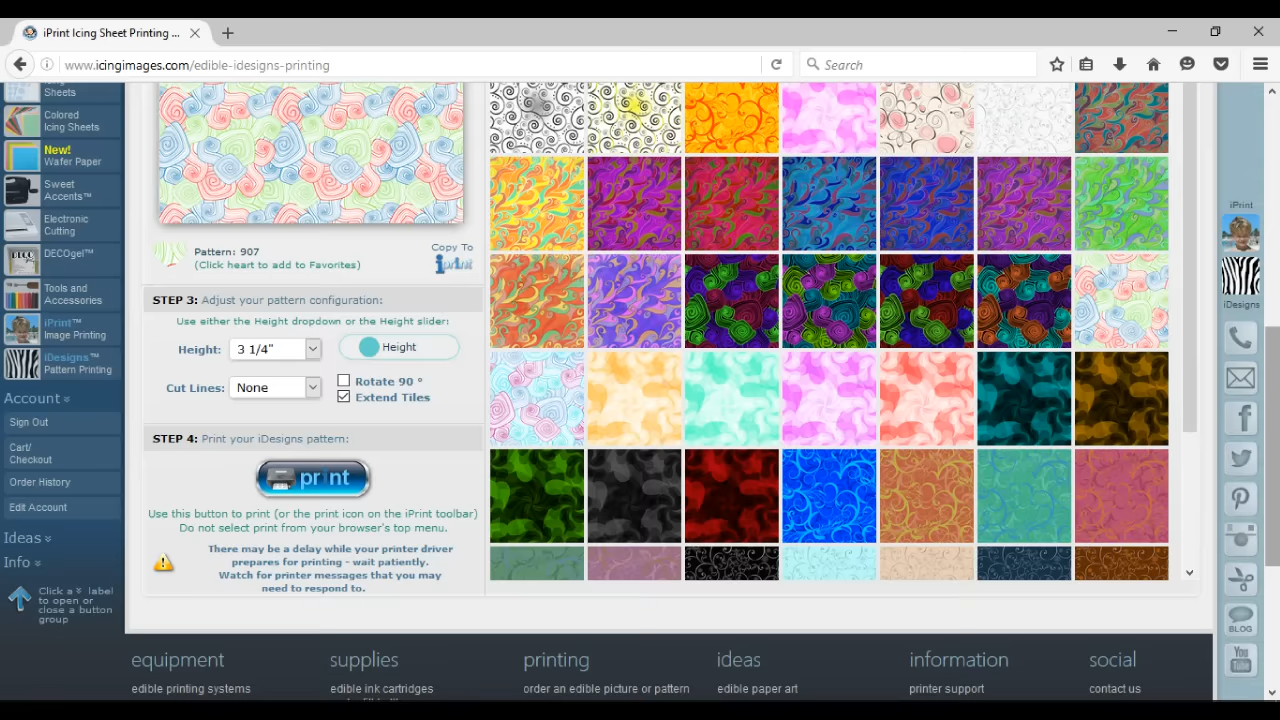 iPrint Icing Sheet Printing ...
www.icingimages.com/edible-idesigns-printing
Search
Sheets
Colored
Icing Sheets
New!
Wafer Paper
Sweet
Accents™
Electronic
Cutting
DECOgel™
Tools and
Accessories
iPrint™
Image Printing
iDesigns™
Pattern Printing
Account
Sign Out
Cart/
Checkout
Order History
Edit Account
Ideas
Info
Click a label
to open or
close a button
group
Pattern: 907
(Click heart to add to Favorites)
Copy To
iprint
STEP 3: Adjust your pattern configuration:
Use either the Height dropdown or the Height slider:
Height: 3 1/4"
Height
Cut Lines: None
Rotate 90 °
Extend Tiles
STEP 4: Print your iDesigns pattern:
print
Use this button to print (or the print icon on the iPrint toolbar)
Do not select print from your browser's top menu.
There may be a delay while your printer driver
prepares for printing - wait patiently.
Watch for printer messages that you may
need to respond to.
iPrint
iDesigns
BLOG
You
Tube
equipment
supplies
printing
ideas
information
social
edible printing systems
edible ink cartridges
order an edible picture or pattern
edible paper art
printer support
contact us